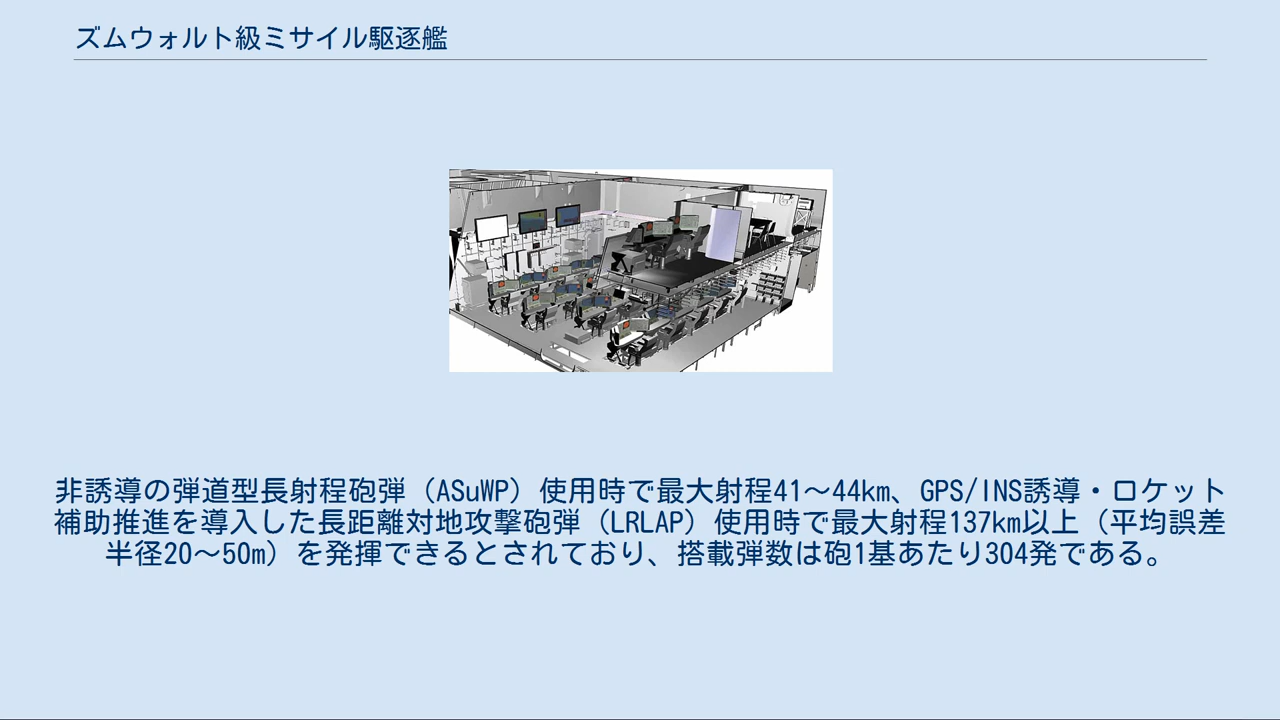 ズムウォルト級ミサイル駆逐艦
非誘導の弾道型長射程砲弾（ASuWP）使用時で最大射程41～44km、GPS/INS誘導・ロケット
補助推進を導入した長距離対地攻撃砲弾（LRLAP）使用時で最大射程137km以上（平均誤差
半径20～50m）を発揮できるとされており、搭載弾数は砲1基あたり304発である。